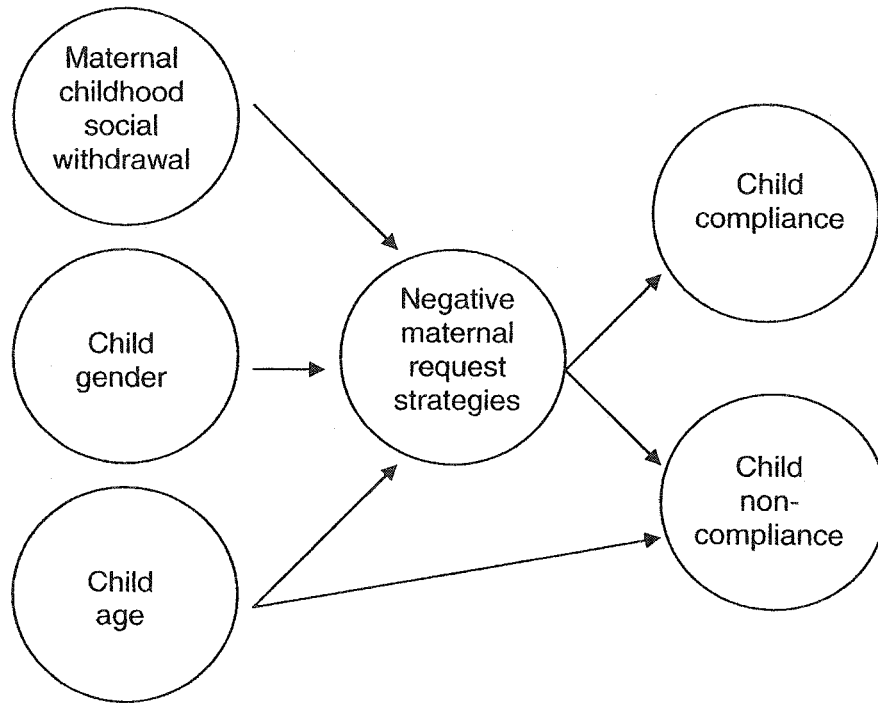 Maternal
childhood
social
withdrawal
Child
gender
Child
age
Negative
maternal
request
strategies
Child
compliance
Child
non-
compliance